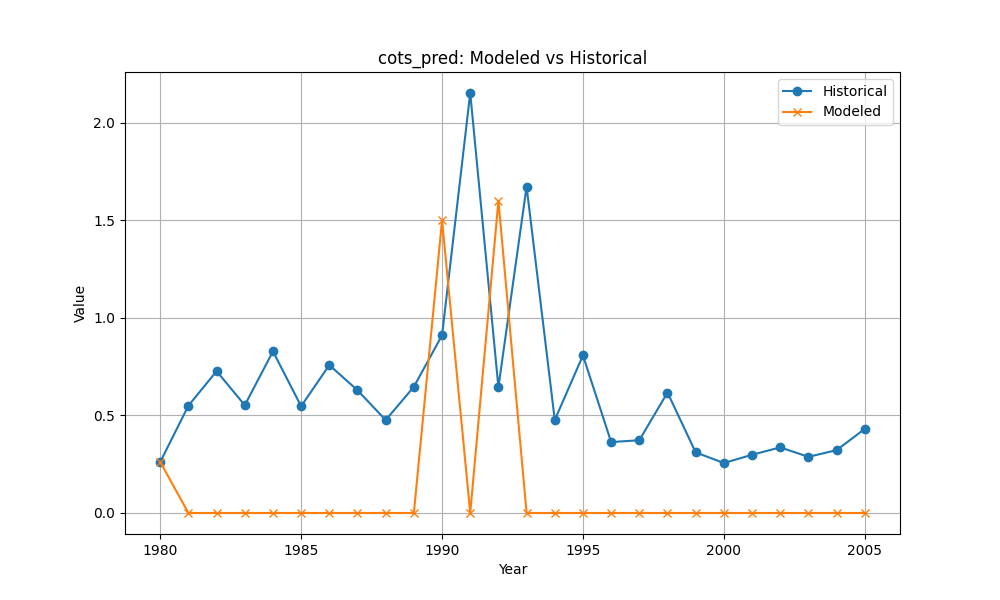 cots_pred: Modeled vs Historical
Historical
Modeled
Value
2.0
1.5
1.0
0.5
0.0
1980 1985 1990 1995 2000 2005
Year